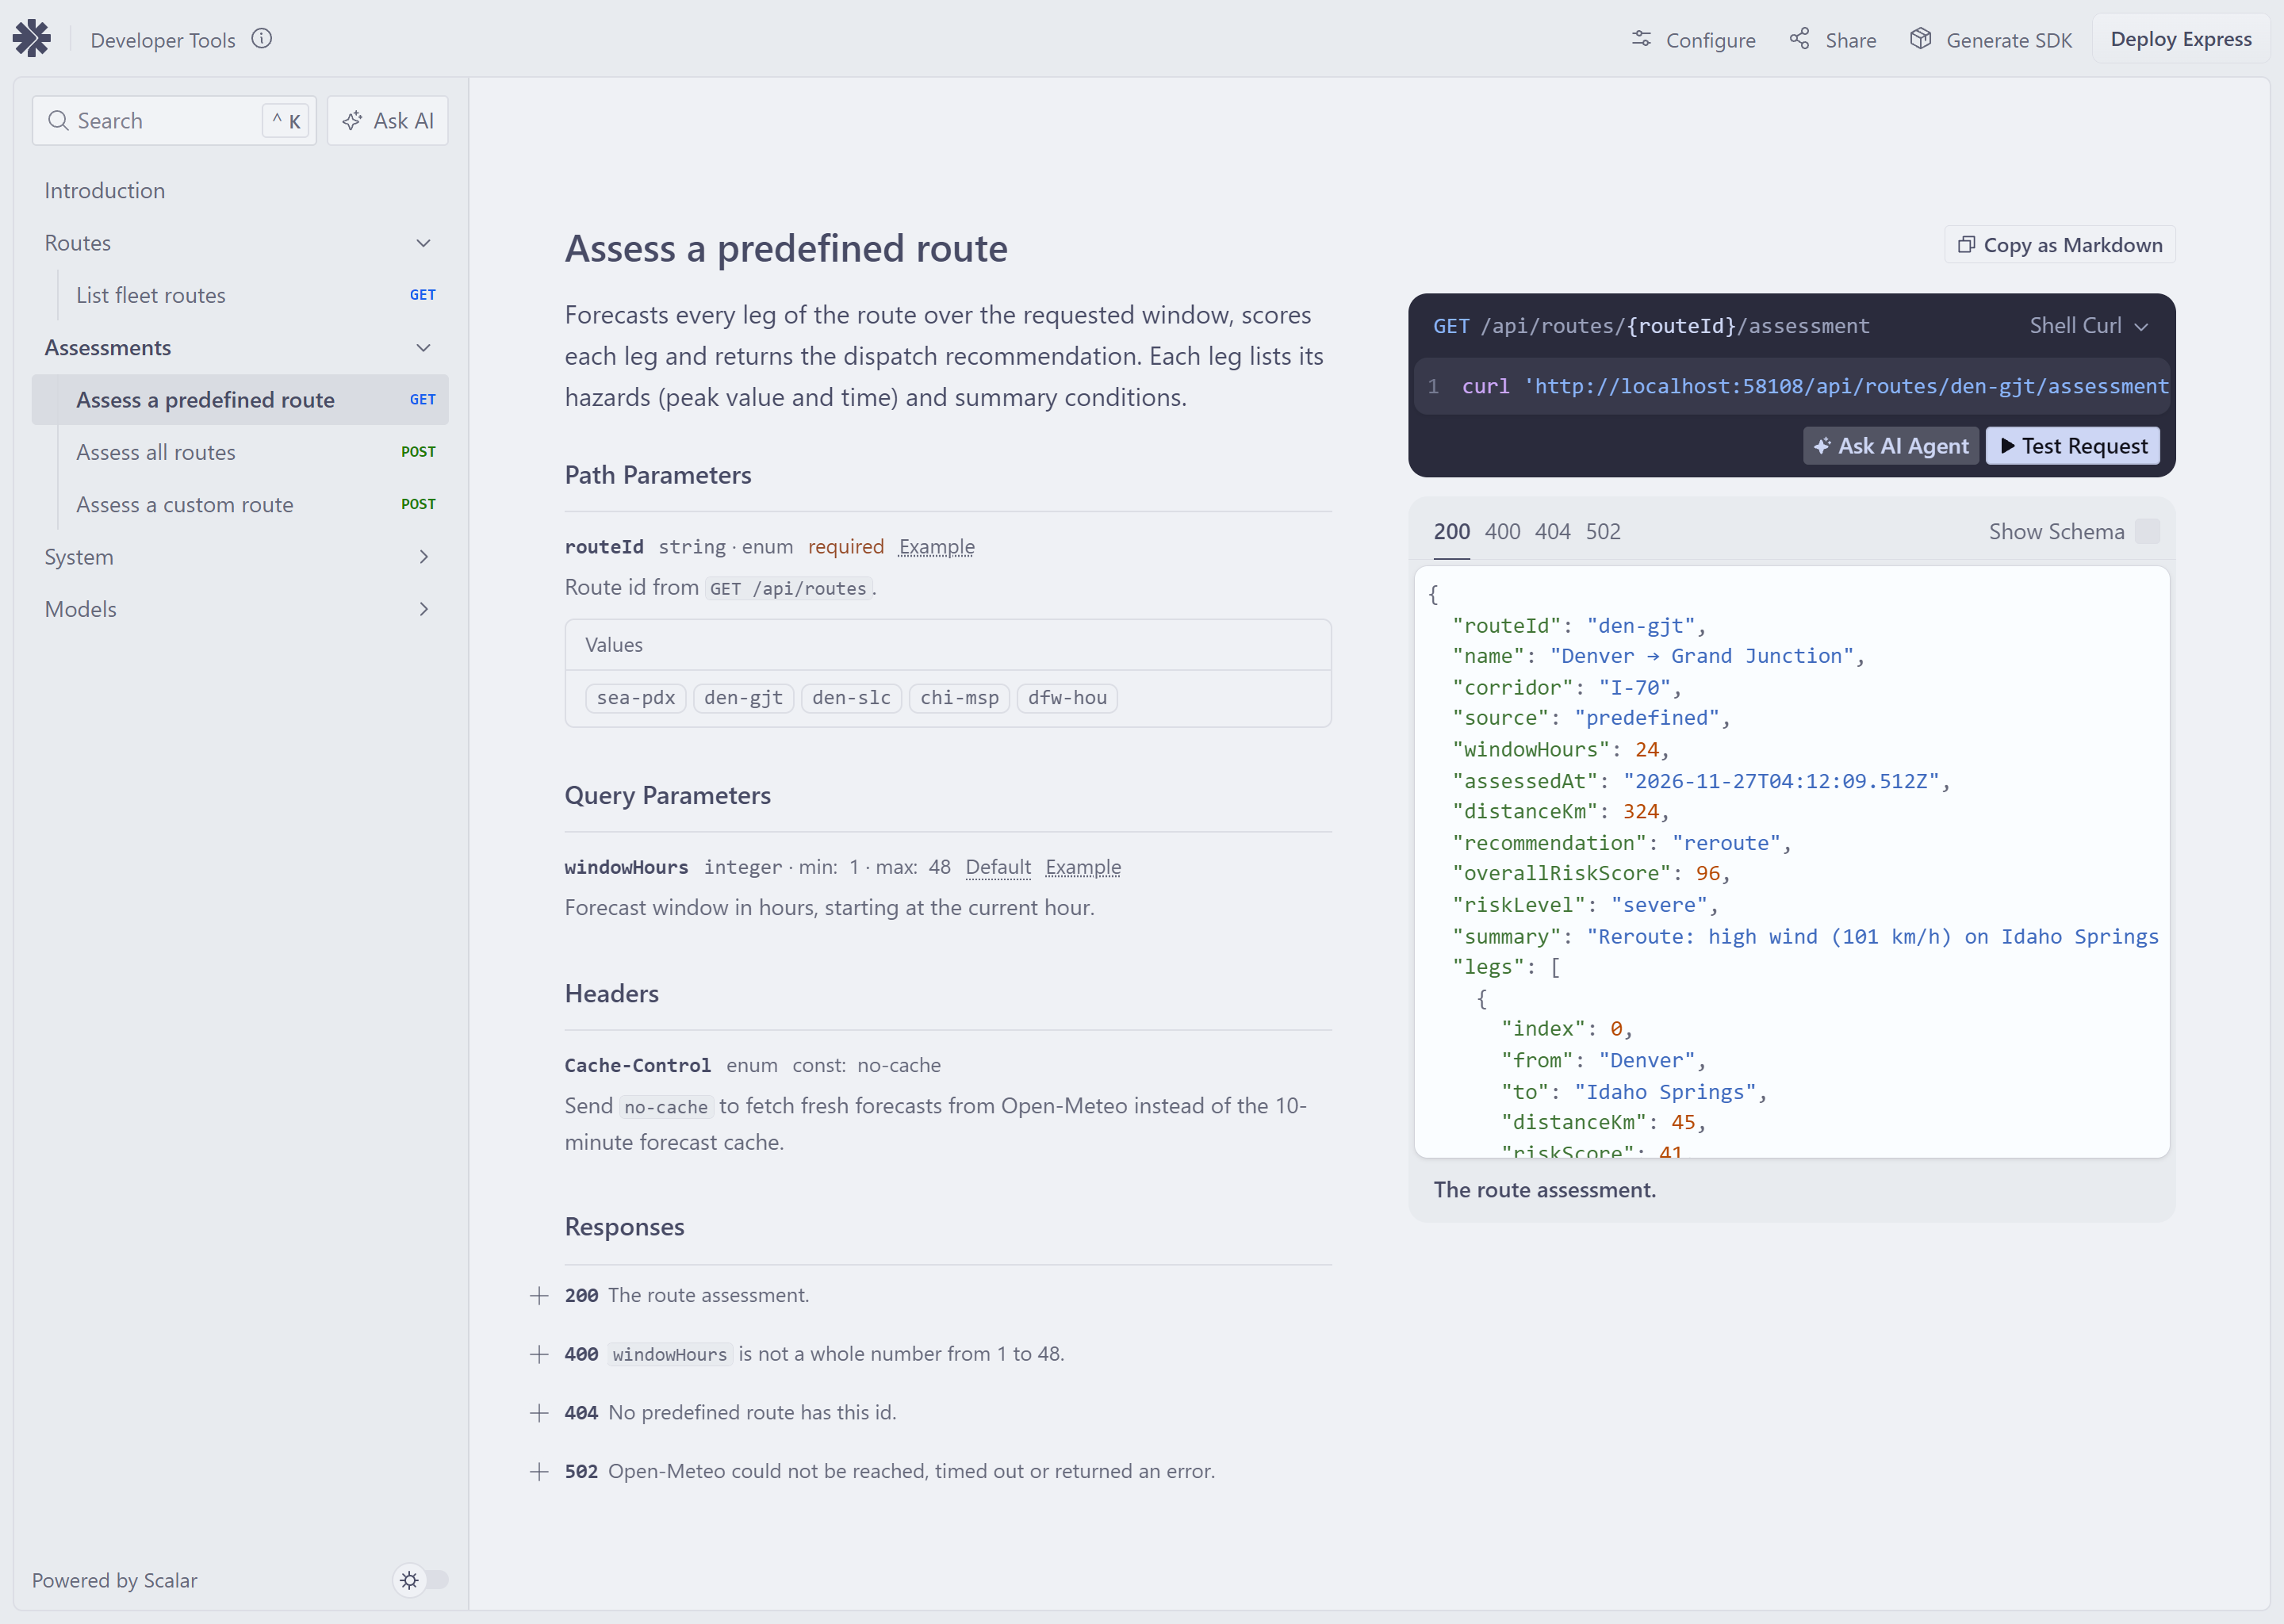 Developer Tools
Configure
Share
Generate SDK
Deploy Express
Search
^ K
Ask AI
Introduction
Routes
List fleet routes GET
Assessments
Assess a predefined route GET
Assess all routes POST
Assess a custom route POST
System
Models
Powered by Scalar
Assess a predefined route
Forecasts every leg of the route over the requested window, scores
each leg and returns the dispatch recommendation. Each leg lists its
hazards (peak value and time) and summary conditions.
Path Parameters
routeId string · enum required Example
Route id from GET /api/routes.
Values
sea-pdx den-gjt den-slc chi-msp dfw-hou
Query Parameters
windowHours integer · min: 1 · max: 48 Default Example
Forecast window in hours, starting at the current hour.
Headers
Cache-Control enum const: no-cache
Send no-cache to fetch fresh forecasts from Open-Meteo instead of the 10-
minute forecast cache.
Responses
200 The route assessment.
400 windowHours is not a whole number from 1 to 48.
404 No predefined route has this id.
502 Open-Meteo could not be reached, timed out or returned an error.
Copy as Markdown
GET /api/routes/{routeId}/assessment
Shell Curl
1 curl 'http://localhost:58108/api/routes/den-gjt/assessment
Ask AI Agent
Test Request
200 400 404 502
Show Schema
{
"routeId": "den-gjt",
"name": "Denver → Grand Junction",
"corridor": "I-70",
"source": "predefined",
"windowHours": 24,
"assessedAt": "2026-11-27T04:12:09.512Z",
"distanceKm": 324,
"recommendation": "reroute",
"overallRiskScore": 96,
"riskLevel": "severe",
"summary": "Reroute: high wind (101 km/h) on Idaho Springs
"legs": [
{
"index": 0,
"from": "Denver",
"to": "Idaho Springs",
"distanceKm": 45,
"riskScore": 41
The route assessment.